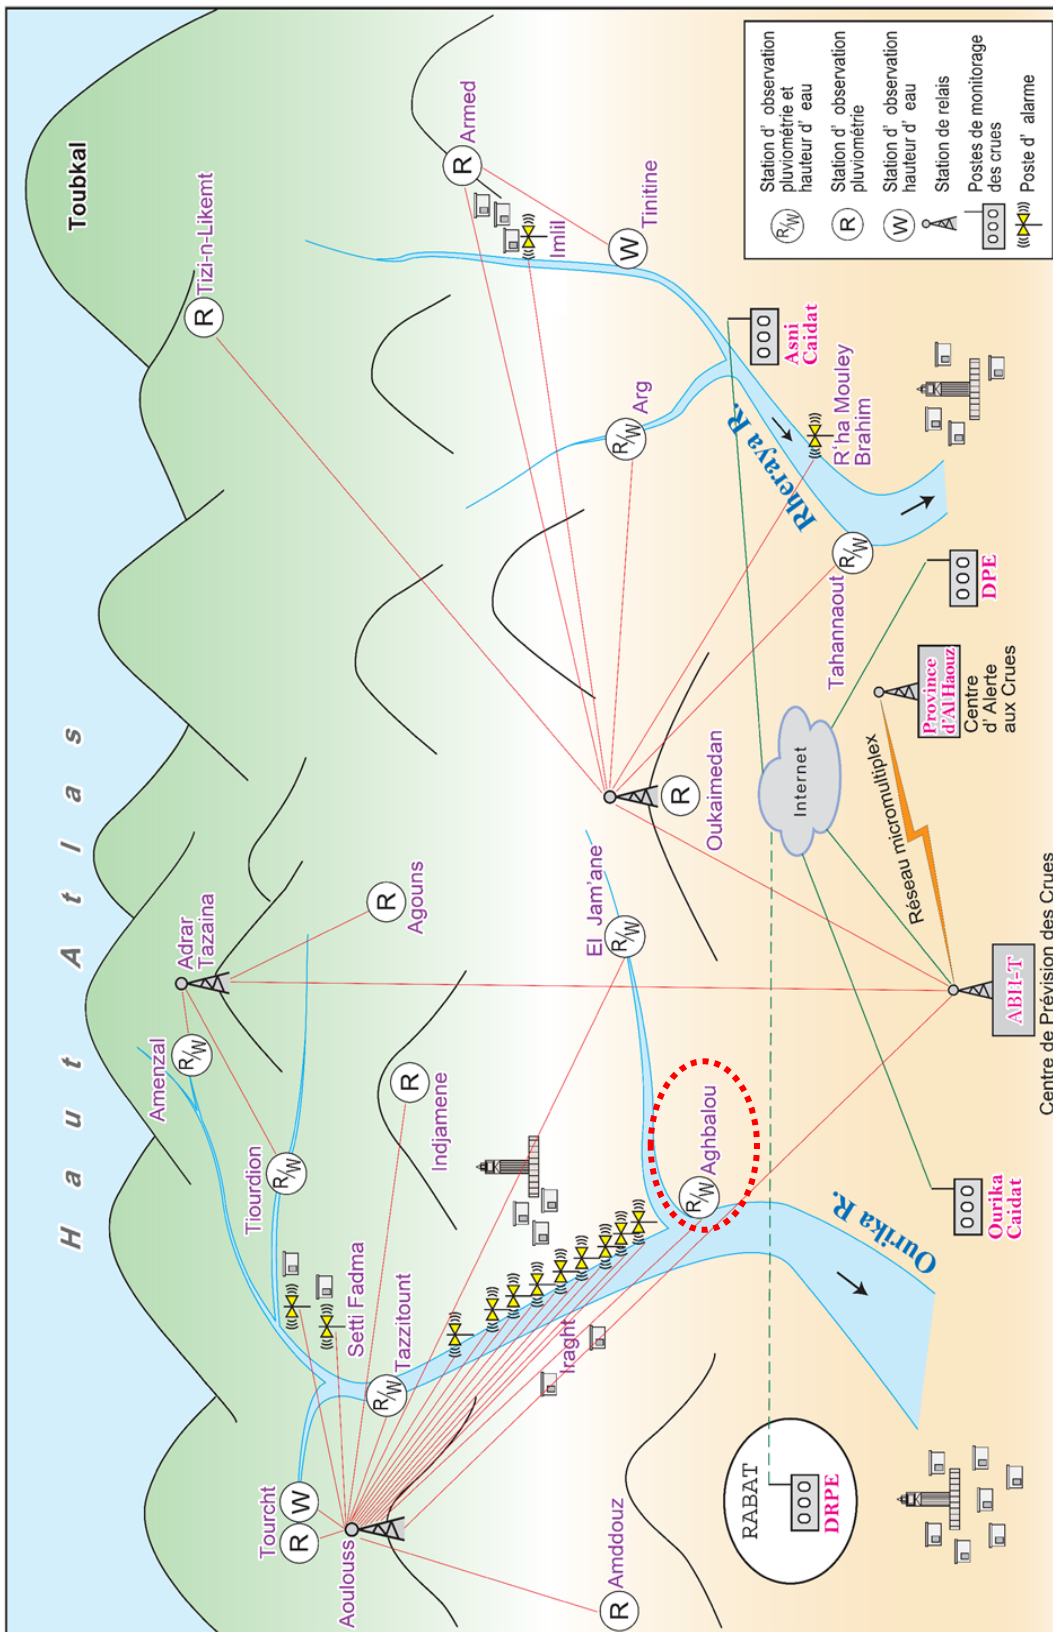 Haut Atlas
Toubkal
Tizi-n-Likemt
R
Adrar
Tazaina
Amenzal
R/W
Tiourdion
R/W
Agouns
R
Armed
R
Imlil
Tinitine
W
Tourcht
R
W
Aoulouss
Setti Fadma
Tazzitount
R/W
Indjamene
R
El Jam'ane
R/W
Arg
R/W
Oukaimedan
R
Iraght
Amddouz
R
Aghbalou
R/W
Rheraya R.
Asni
Caidat
R'ha Mouley
Brahim
Tahannaout
R/W
Internet
Ourika R.
RABAT
DRPE
Ourika
Caidat
Réseau micromultiplex
ABH-T
Centre de Prévision des Crues
Province
d'Al Haouz
Centre
d' Alerte
aux Crues
DPE
R/W
Station d' observation
pluviométrie et
hauteur d' eau
R
Station d' observation
pluviométrie
W
Station d' observation
hauteur d' eau
Station de relais
Postes de monitorage
des crues
Poste d' alarme